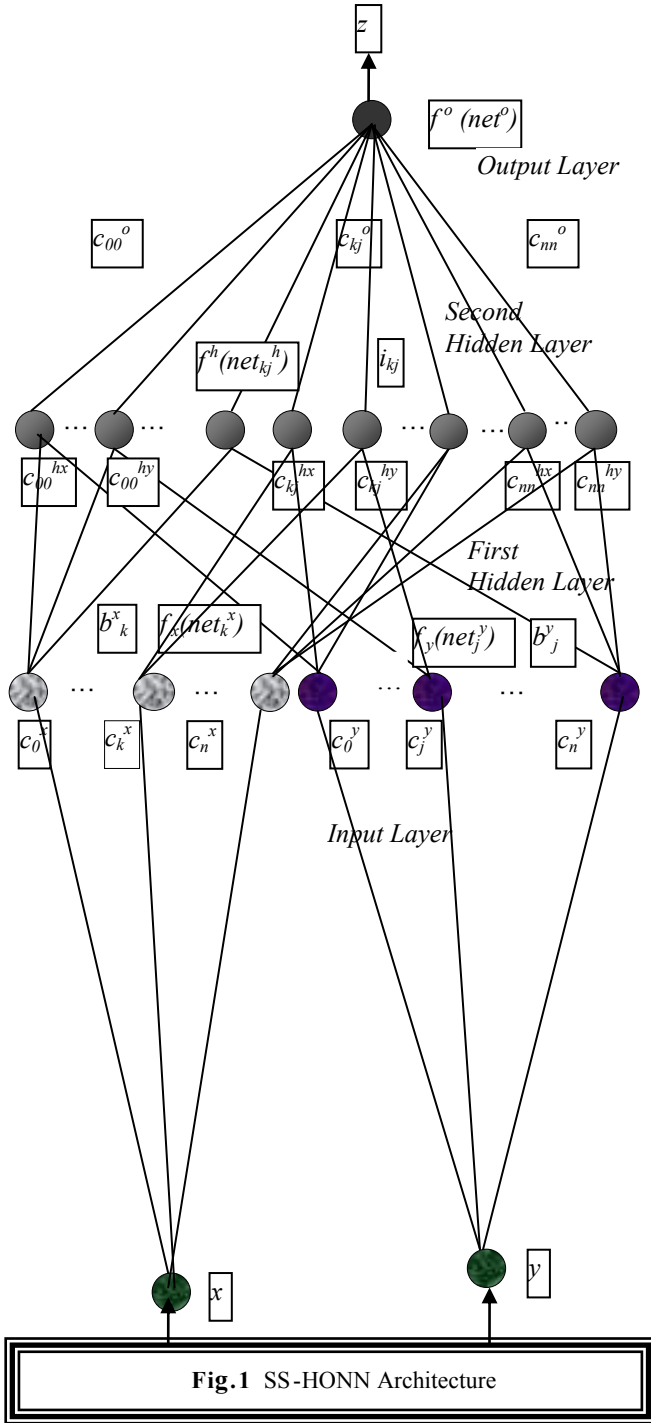 z
f^o (net^o)
Output Layer
c_00^o c_kj^o c_nn^o
Second
Hidden Layer
f^h(net_kj^h) i_kj
... ... ... ... ..
c_00^hx c_00^hy c_kj^hx c_kj^hy c_nn^hx c_nn^hy
First
Hidden Layer
b^x_k f_x(net_k^x) f_y(net_j^y) b^y_j
... ... ... ...
c_0^x c_k^x c_n^x c_0^y c_j^y c_n^y
Input Layer
x y
Fig.1 SS-HONN Architecture